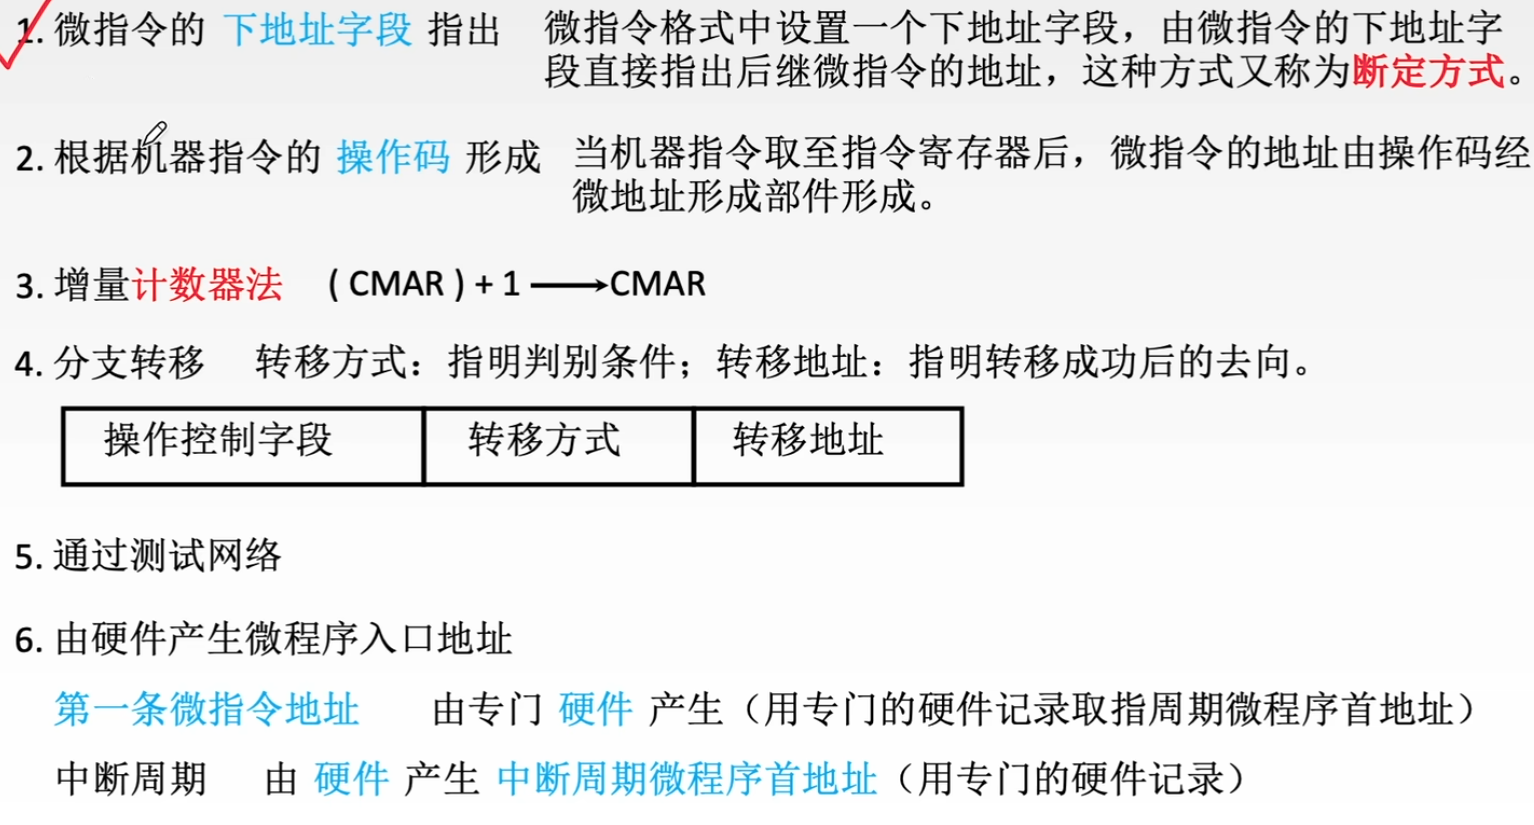 1. 微指令的 下地址字段 指出 微指令格式中设置一个下地址字段，由微指令的下地址字
段直接指出后继微指令的地址，这种方式又称为断定方式。
2. 根据机器指令的 操作码 形成 当机器指令取至指令寄存器后，微指令的地址由操作码经
微地址形成部件形成。
3. 增量计数器法 ( CMAR ) + 1 → CMAR
4. 分支转移 转移方式：指明判别条件；转移地址：指明转移成功后的去向。
操作控制字段 转移方式 转移地址
5. 通过测试网络
6. 由硬件产生微程序入口地址
第一条微指令地址 由专门 硬件 产生（用专门的硬件记录取指周期微程序首地址）
中断周期 由 硬件 产生 中断周期微程序首地址（用专门的硬件记录）